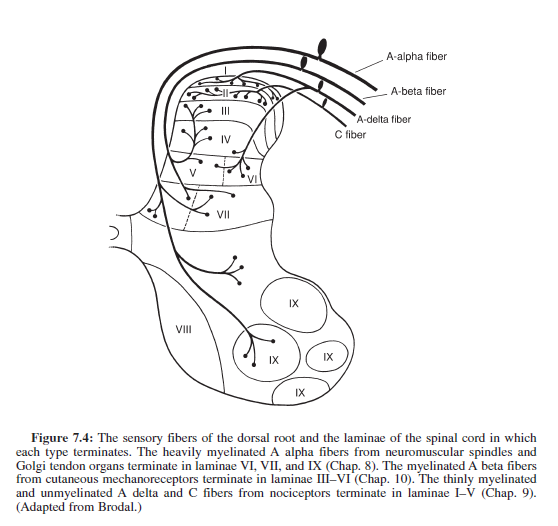 A-alpha fiber
A-beta fiber
A-delta fiber
C fiber
I
II
III
IV
V
VI
VII
VIII
IX
IX
IX
IX
Figure 7.4: The sensory fibers of the dorsal root and the laminae of the spinal cord in which
each type terminates. The heavily myelinated A alpha fibers from neuromuscular spindles and
Golgi tendon organs terminate in laminae VI, VII, and IX (Chap. 8). The myelinated A beta fibers
from cutaneous mechanoreceptors terminate in laminae III–VI (Chap. 10). The thinly myelinated
and unmyelinated A delta and C fibers from nociceptors terminate in laminae I–V (Chap. 9).
(Adapted from Brodal.)